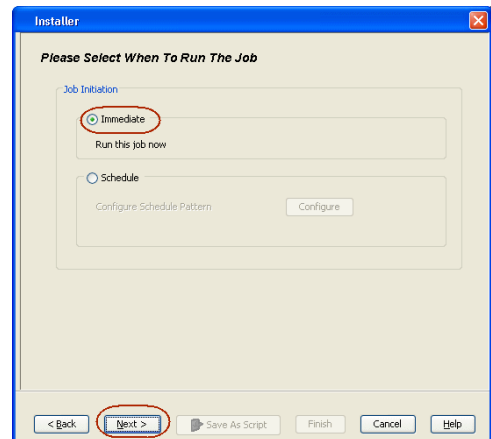 Installer
Please Select When To Run The Job
Job Initiation
Immediate
Run this job now
Schedule
Configure Schedule Pattern Configure
< Back Next > Save As Script Finish Cancel Help